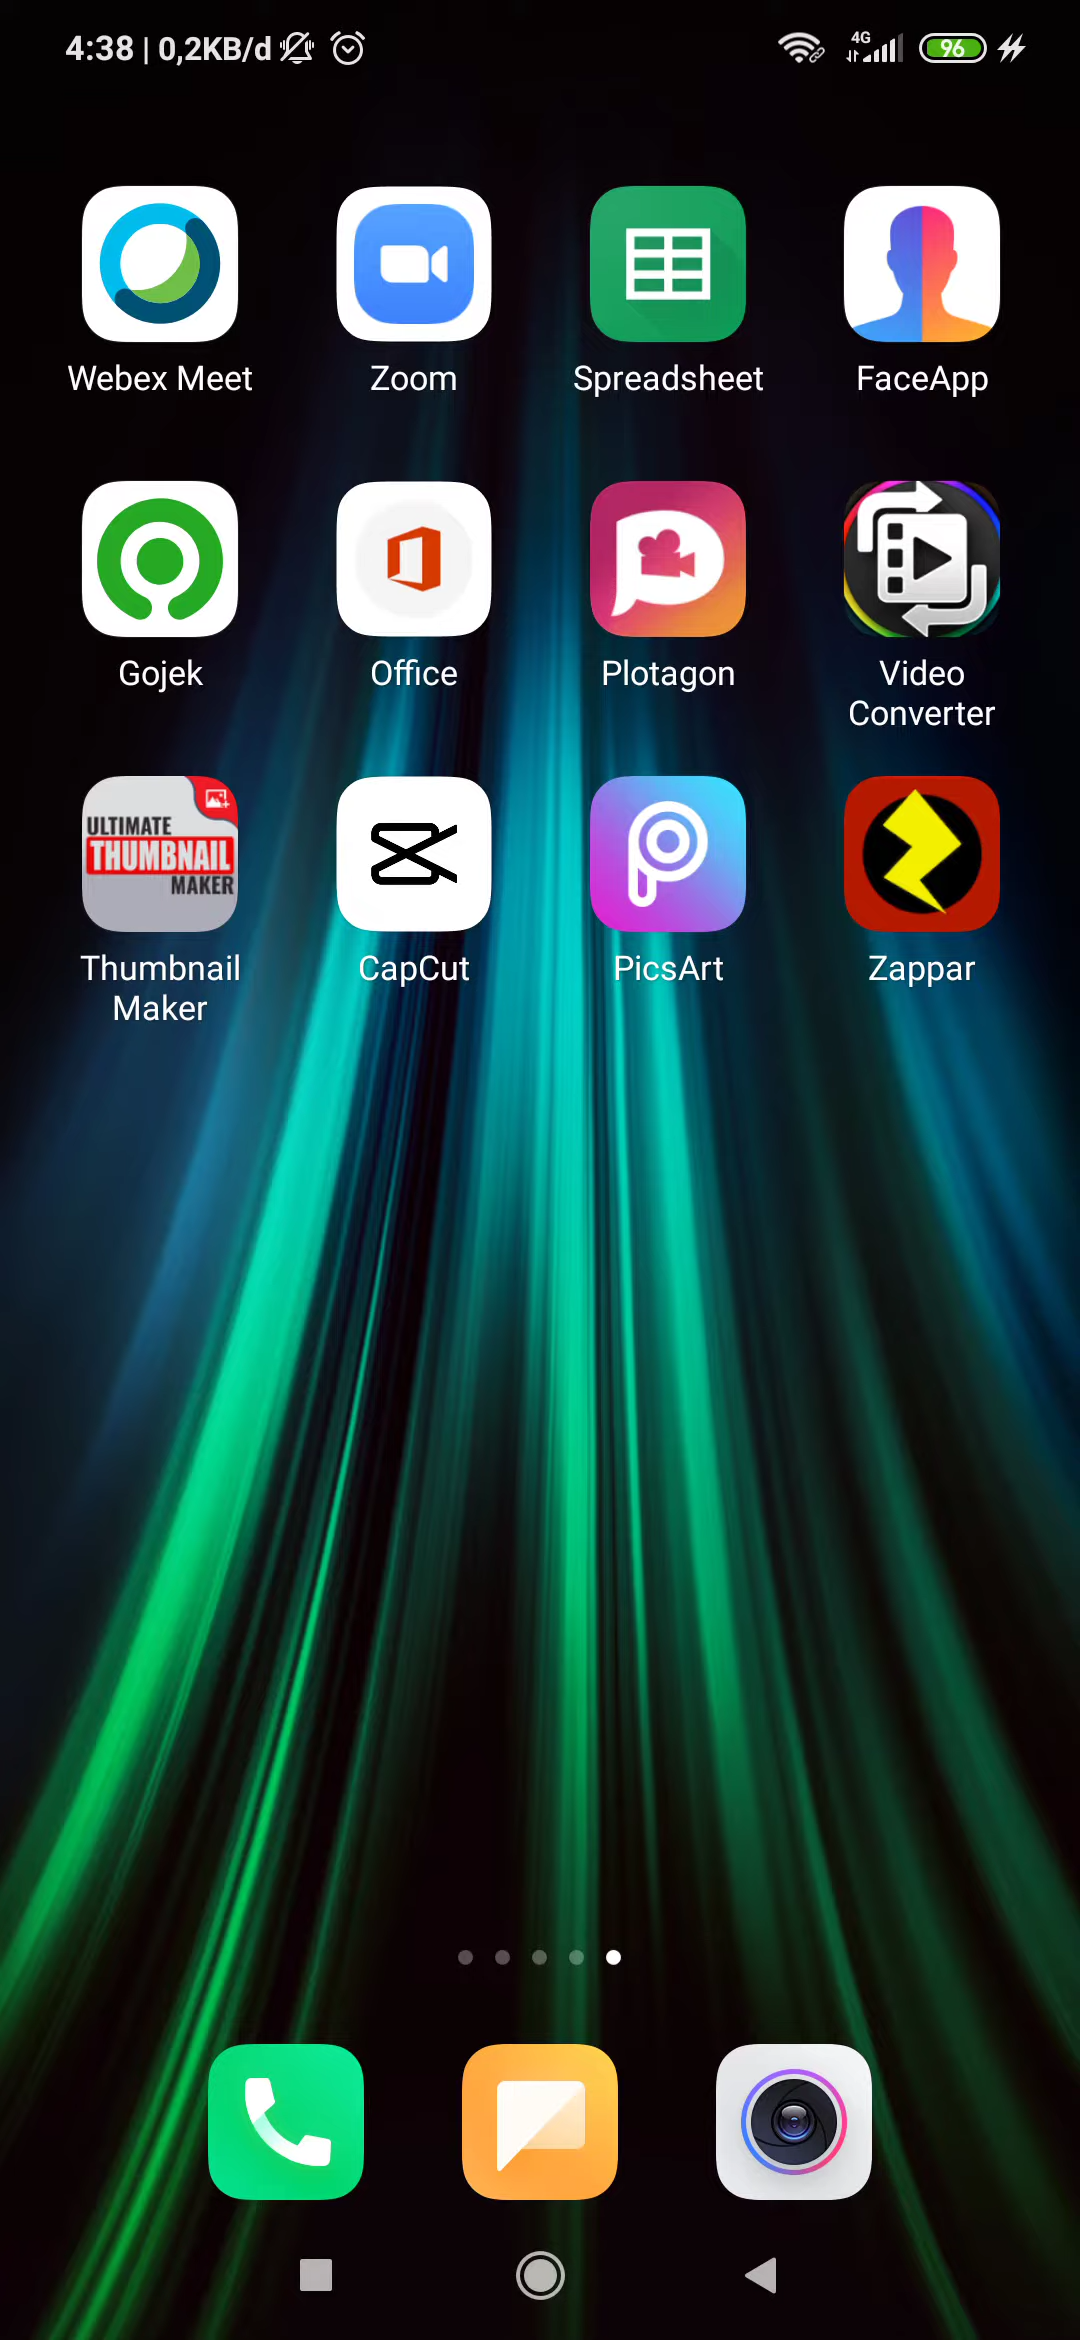 4:38 | 0,2KB/d
4G
96
Webex Meet
Zoom
Spreadsheet
FaceApp
Gojek
Office
Plotagon
Video
Converter
ULTIMATE
THUMBNAIL
MAKER
Thumbnail
Maker
CapCut
PicsArt
Zappar